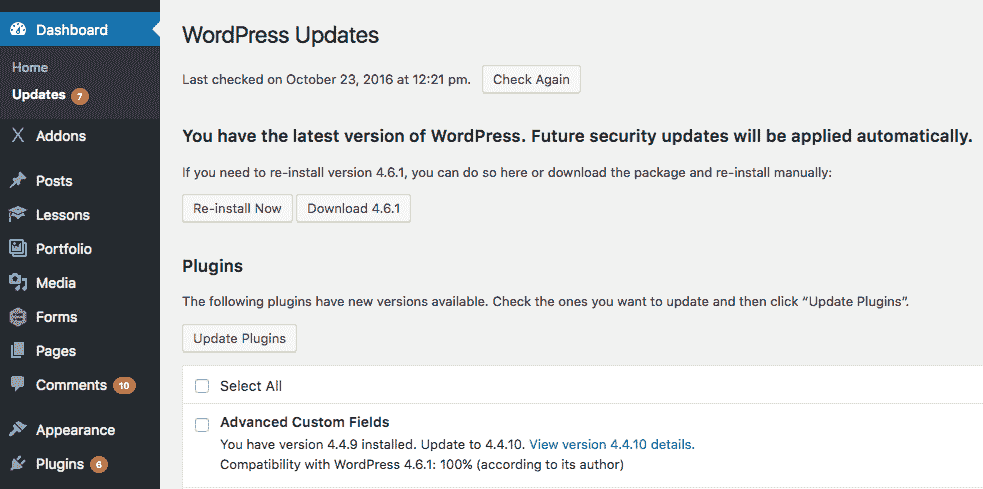 Dashboard
Home
Updates 7
Addons
Posts
Lessons
Portfolio
Media
Forms
Pages
Comments 10
Appearance
Plugins 6
WordPress Updates
Last checked on October 23, 2016 at 12:21 pm. Check Again
You have the latest version of WordPress. Future security updates will be applied automatically.
If you need to re-install version 4.6.1, you can do so here or download the package and re-install manually:
Re-install Now Download 4.6.1
Plugins
The following plugins have new versions available. Check the ones you want to update and then click “Update Plugins”.
Update Plugins
Select All
Advanced Custom Fields
You have version 4.4.9 installed. Update to 4.4.10. View version 4.4.10 details.
Compatibility with WordPress 4.6.1: 100% (according to its author)